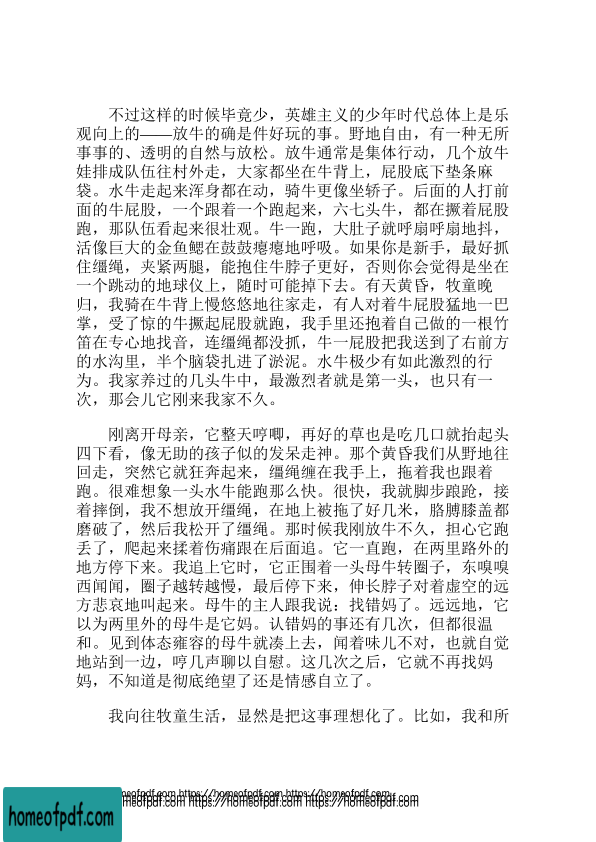 不过这样的时候毕竟少，英雄主义的少年时代总体上是乐
观向上的——放牛的确是件好玩的事。野地自由，有一种无所
事事的、透明的自然与放松。放牛通常是集体行动，几个放牛
娃排成队伍往村外走，大家都坐在牛背上，屁股底下垫条麻
袋。水牛走起来浑身都在动，骑牛更像坐轿子。后面的人打前
面的牛屁股，一个跟着一个跑起来，六七头牛，都在撅着屁股
跑，那队伍看起来很壮观。牛一跑，大肚子就呼扇呼扇地抖，
活像巨大的金鱼鳃在鼓鼓瘪瘪地呼吸。如果你是新手，最好抓
住缰绳，夹紧两腿，能抱住牛脖子更好，否则你会觉得是坐在
一个跳动的地球仪上，随时可能掉下去。有天黄昏，牧童晚
归，我骑在牛背上慢悠悠地往家走，有人对着牛屁股猛地一巴
掌，受了惊的牛撅起屁股就跑，我手里还抱着自己做的一根竹
笛在专心地找音，连缰绳都没抓，牛一屁股把我送到了右前方
的水沟里，半个脑袋扎进了淤泥。水牛极少有如此激烈的行
为。我家养过的几头牛中，最激烈者就是第一头，也只有一
次，那会儿它刚来我家不久。
刚离开母亲，它整天哼唧，再好的草也是吃几口就抬起头
四下看，像无助的孩子似的发呆走神。那个黄昏我们从野地往
回走，突然它就狂奔起来，缰绳缠在我手上，拖着我也跟着
跑。很难想象一头水牛能跑那么快。很快，我就脚步踉跄，接
着摔倒，我不想放开缰绳，在地上被拖了好几米，胳膊膝盖都
磨破了，然后我松开了缰绳。那时候我刚放牛不久，担心它跑
丢了，爬起来揉着伤痛跟在后面追。它一直跑，在两里路外的
地方停下来。我追上它时，它正围着一头母牛转圈子，东嗅嗅
西闻闻，圈子越转越慢，最后停下来，伸长脖子对着虚空的远
方悲哀地叫起来。母牛的主人跟我说：找错妈了。远远地，它
以为两里外的母牛是它妈。认错妈的事还有几次，但都很温
和。见到体态雍容的母牛就凑上去，闻着味儿不对，也就自觉
地站到一边，哼几声聊以自慰。这几次之后，它就不再找妈
妈，不知道是彻底绝望了还是情感自立了。
我向往牧童生活，显然是把这事理想化了。比如，我和所
homeofpdf.com https://homeofpdf.com https://homeofpdf.com
homeofpdf.com https://homeofpdf.com https://homeofpdf.com
homeofpdf.com